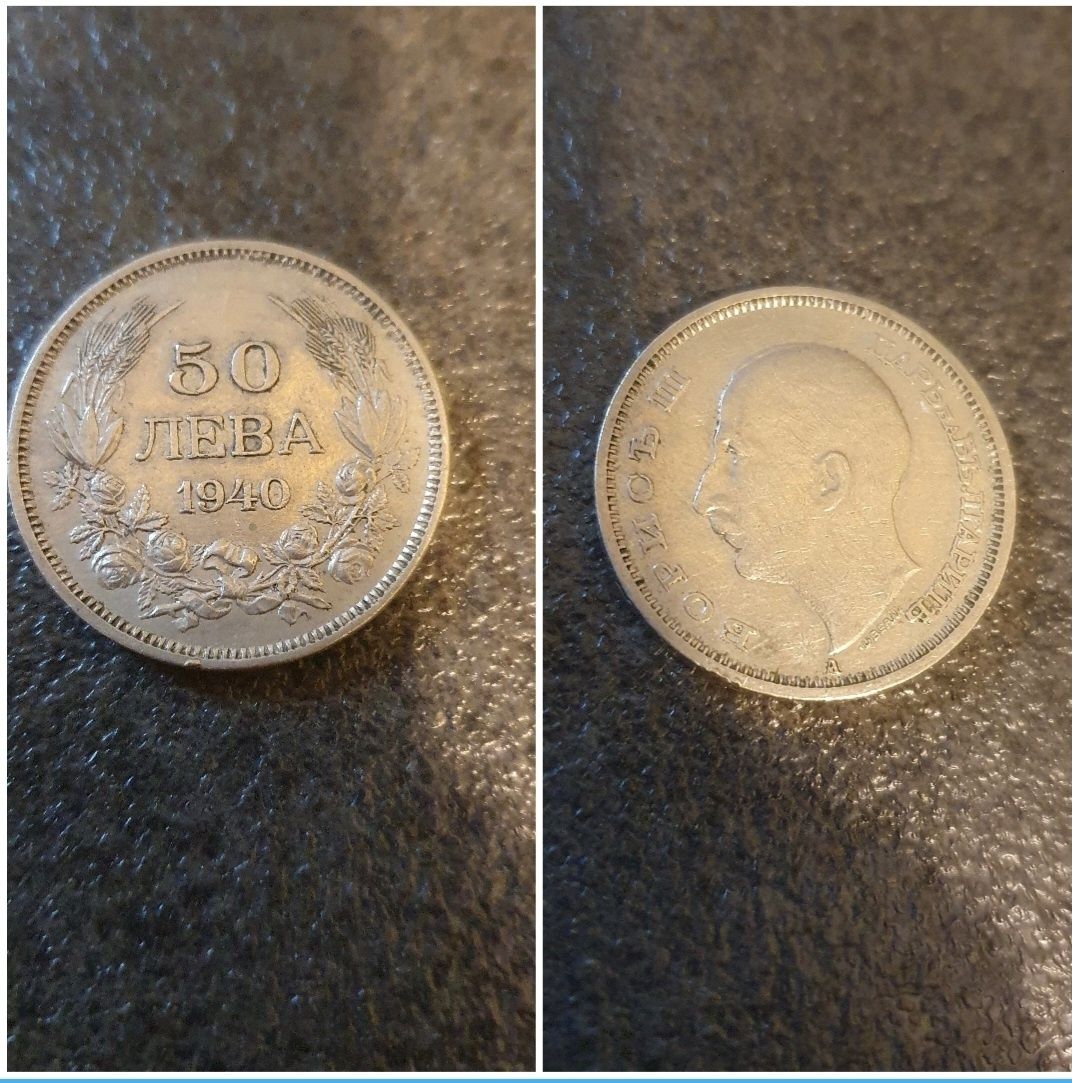 50
ЛЕВА
1940
БОРИСЪ III
ЦАРЬ НА БЪЛГАРИТѢ
A